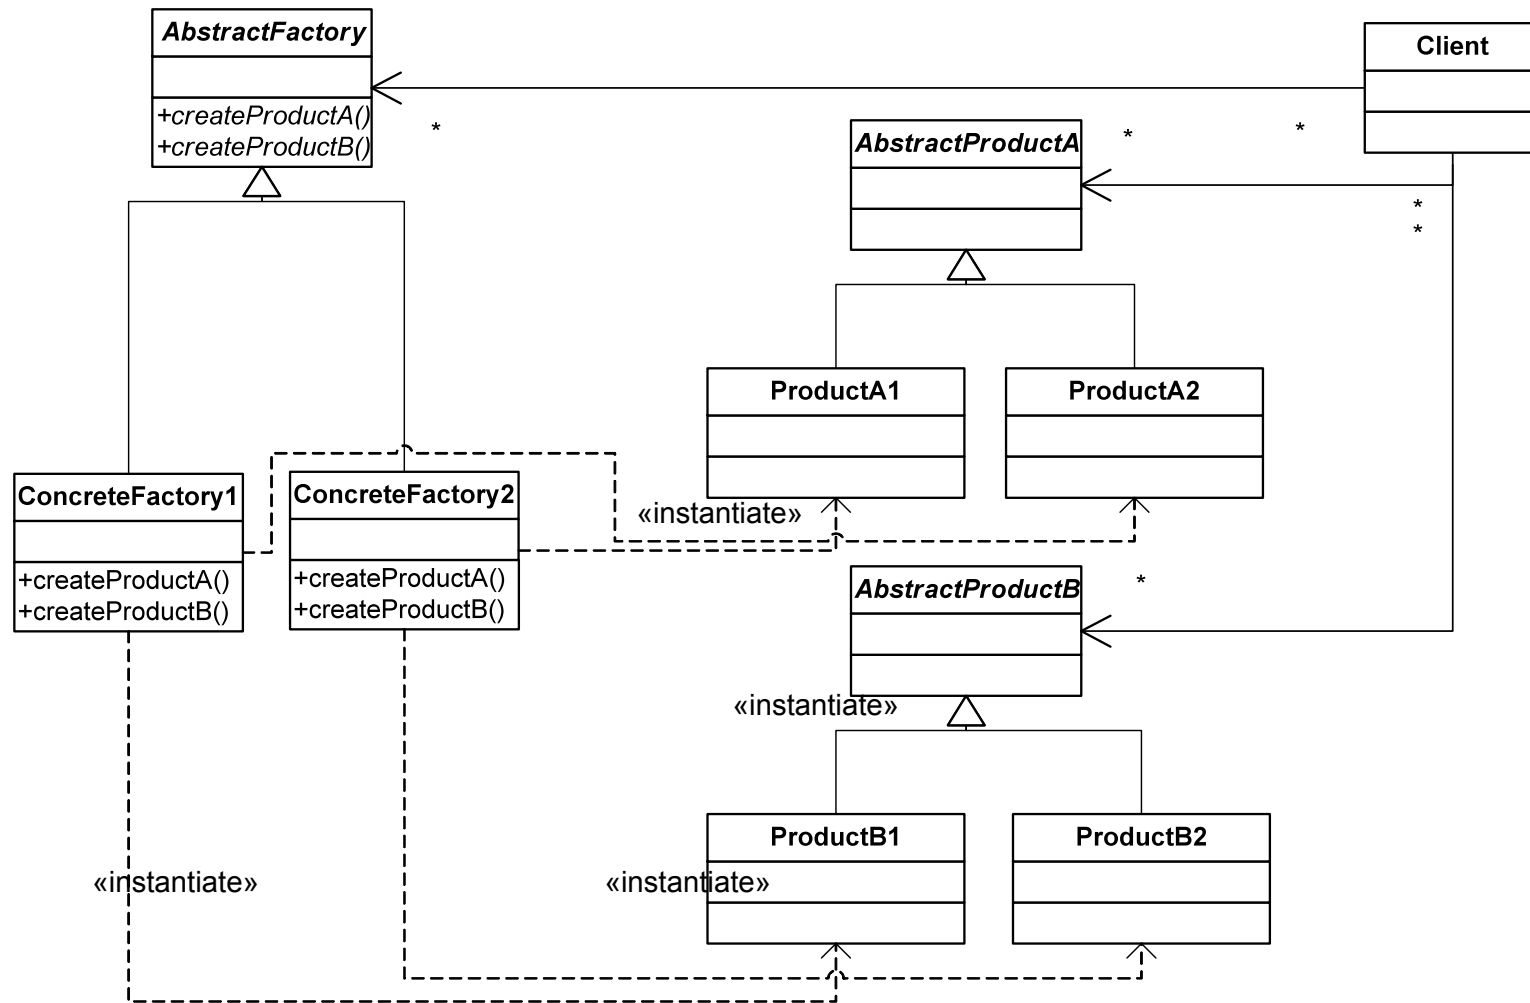 AbstractFactory
Client
+createProductA()
+createProductB()
*
*
*
AbstractProductA
*
*
ProductA1
ProductA2
ConcreteFactory1
ConcreteFactory2
«instantiate»
+createProductA()
+createProductB()
+createProductA()
+createProductB()
AbstractProductB
*
«instantiate»
ProductB1
ProductB2
«instantiate»
«instantiate»